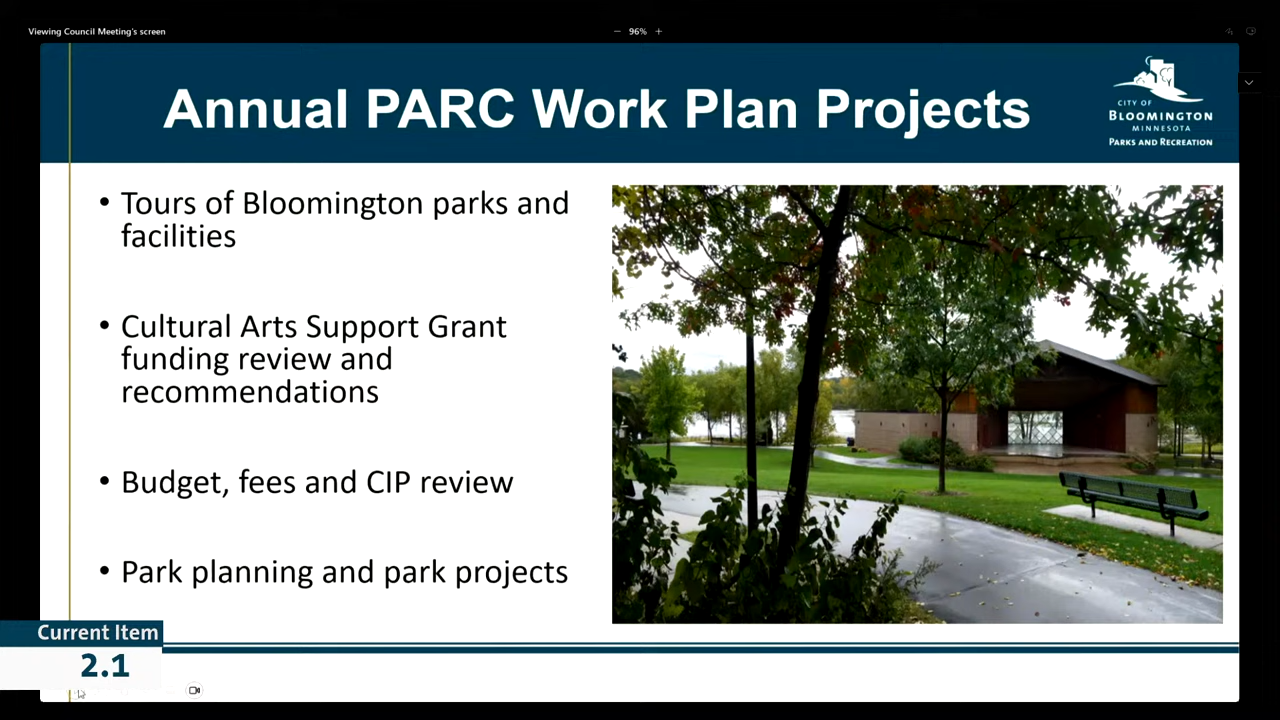 Viewing Council Meeting's screen
96%
Annual PARC Work Plan Projects
CITY OF
BLOOMINGTON
MINNESOTA
PARKS AND RECREATION
• Tours of Bloomington parks and
facilities
• Cultural Arts Support Grant
funding review and
recommendations
• Budget, fees and CIP review
• Park planning and park projects
Current Item
2.1